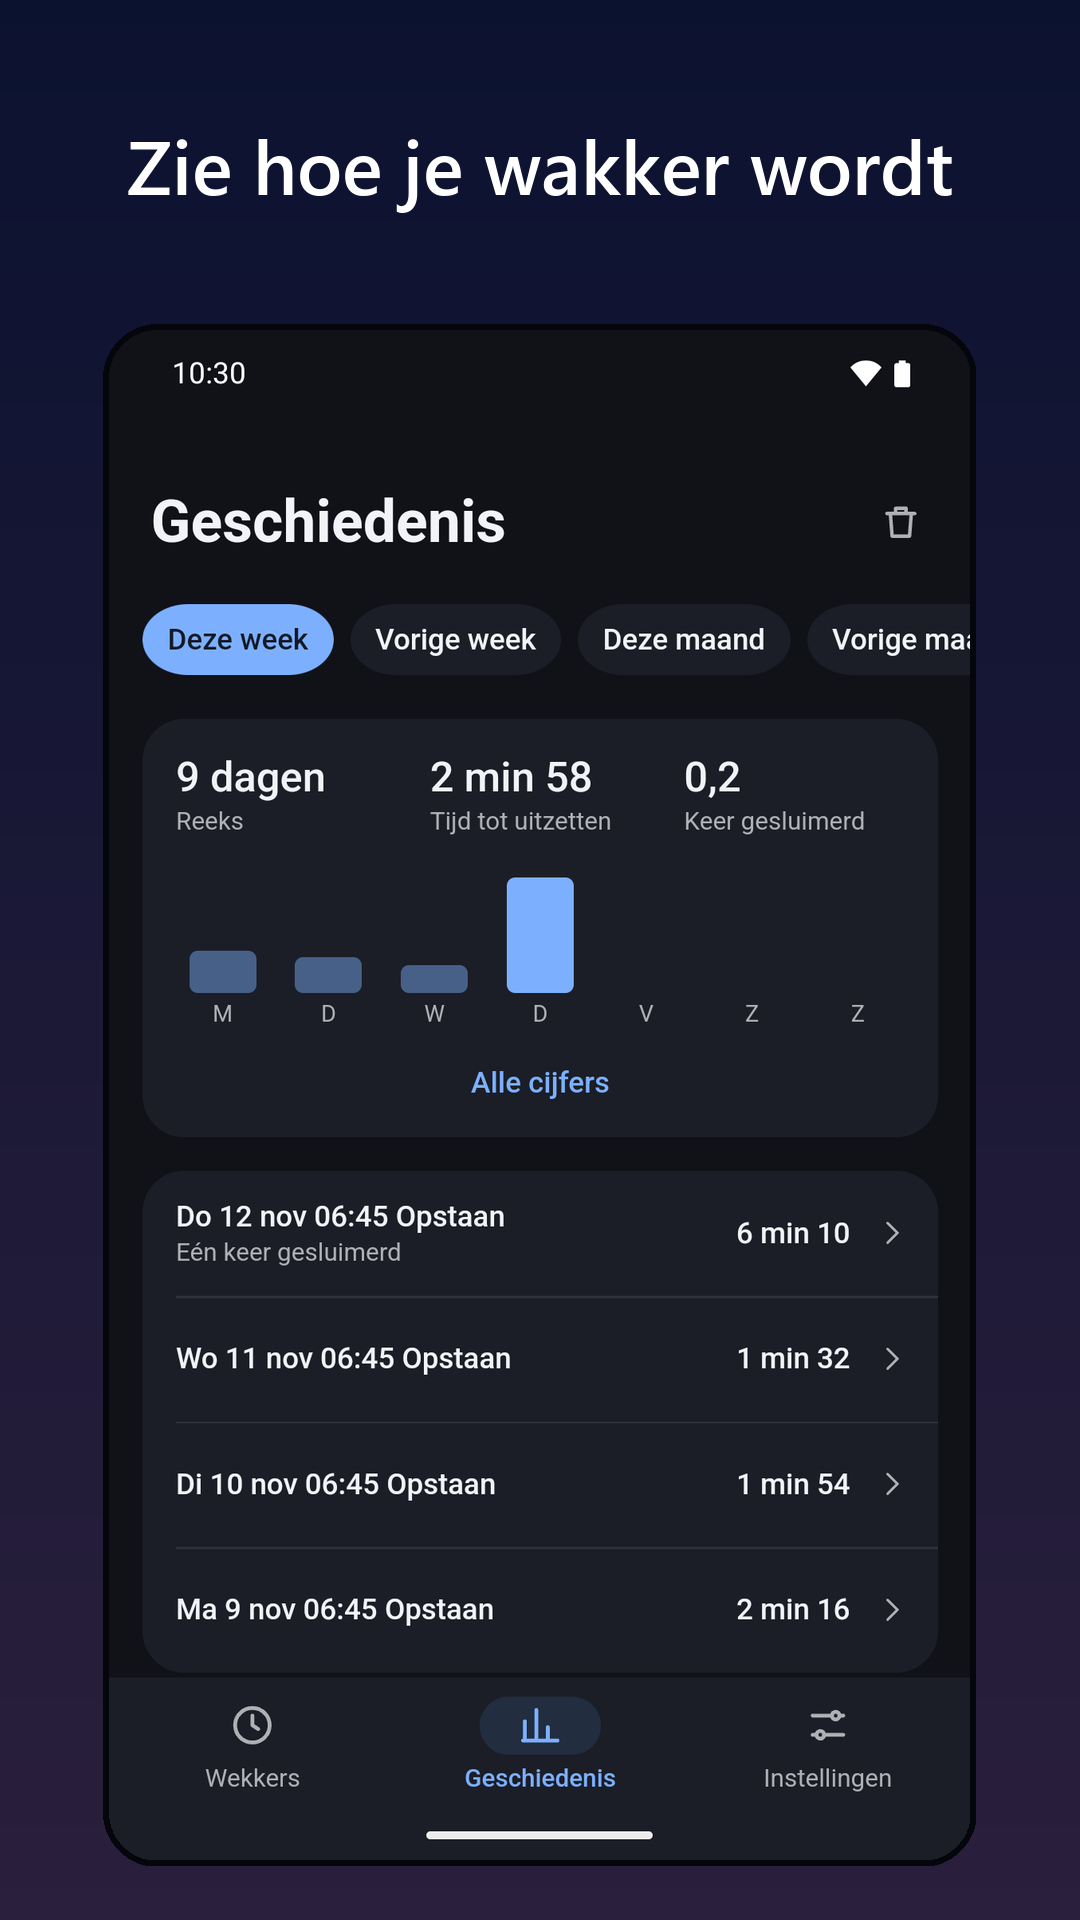 Zie hoe je wakker wordt
10:30
Geschiedenis
Deze week Vorige week Deze maand Vorige maa
9 dagen 2 min 58 0,2
Reeks Tijd tot uitzetten Keer gesluimerd
M D W D V Z Z
Alle cijfers
Do 12 nov 06:45 Opstaan 6 min 10
Eén keer gesluimerd
Wo 11 nov 06:45 Opstaan 1 min 32
Di 10 nov 06:45 Opstaan 1 min 54
Ma 9 nov 06:45 Opstaan 2 min 16
Wekkers Geschiedenis Instellingen